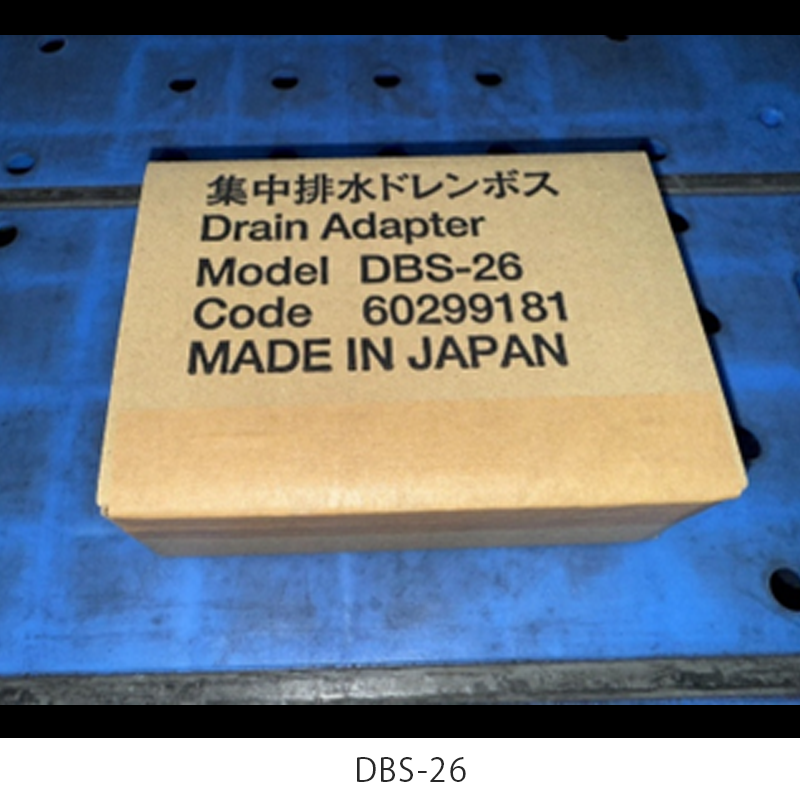 集中排水ドレンボス
Drain Adapter
Model DBS-26
Code 60299181
MADE IN JAPAN
DBS-26